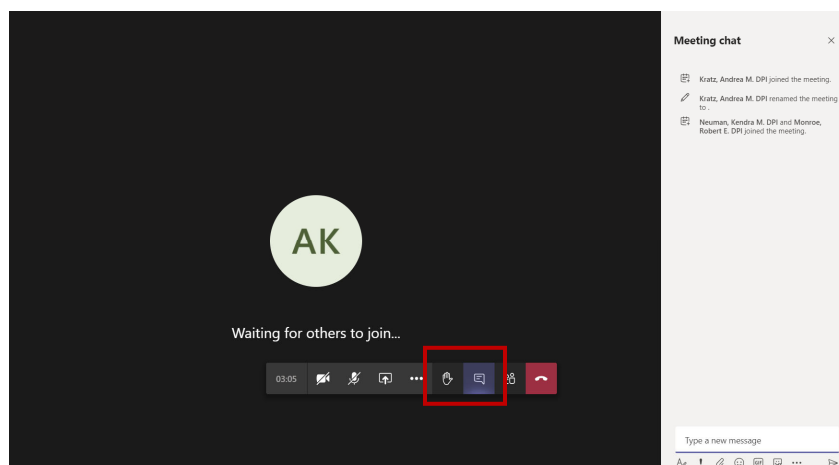 Meeting chat
Kratz, Andrea M. DPI joined the meeting.
Kratz, Andrea M. DPI renamed the meeting
to .
Neuman, Kendra M. DPI and Monroe,
Robert E. DPI joined the meeting.
AK
Waiting for others to join...
03:05
Type a new message
GIF